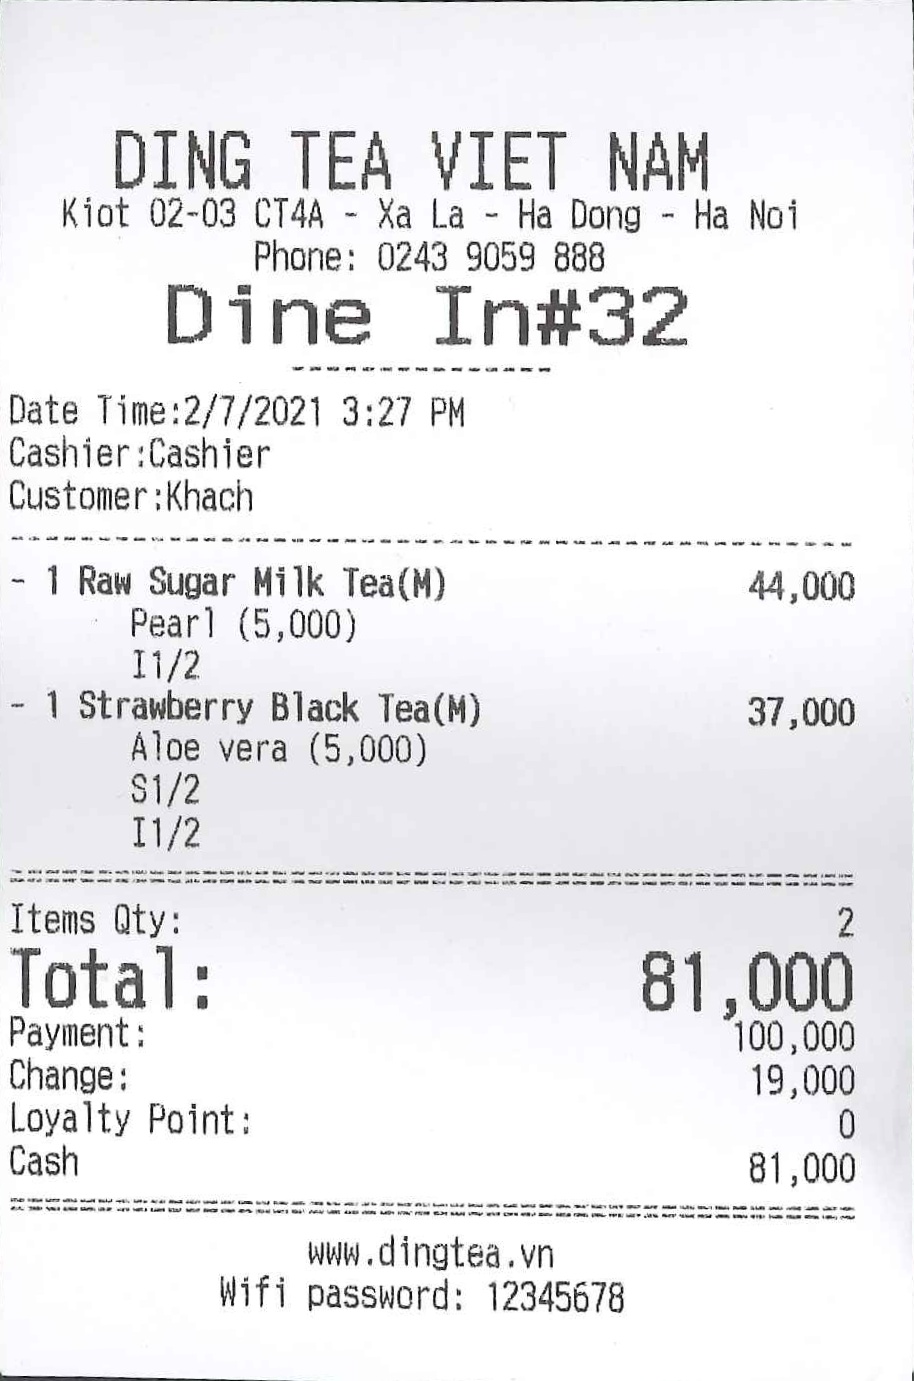 DING TEA VIET NAM
Kiot 02-03 CT4A - Xa La - Ha Dong - Ha Noi
Phone: 0243 9059 888
Dine In#32
Date Time:2/7/2021 3:27 PM
Cashier:Cashier
Customer:Khach
- 1 Raw Sugar Milk Tea(M) 44,000
Pearl (5,000)
I1/2
- 1 Strawberry Black Tea(M) 37,000
Aloe vera (5,000)
S1/2
I1/2
Items Qty: 2
Total: 81,000
Payment: 100,000
Change: 19,000
Loyalty Point: 0
Cash 81,000
www.dingtea.vn
Wifi password: 12345678